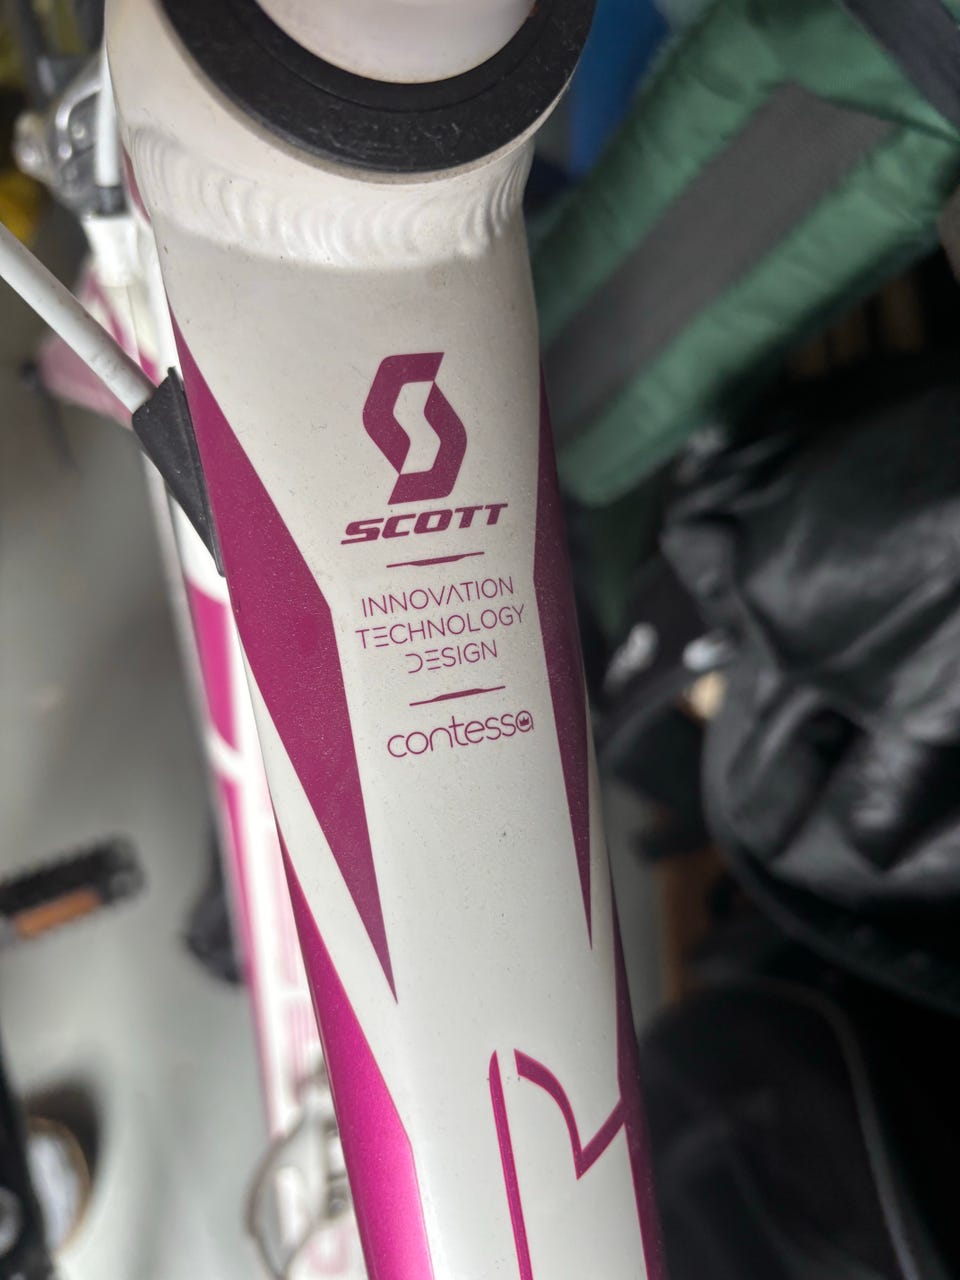 SCOTT
INNOVATION
TECHNOLOGY
DESIGN
contessa